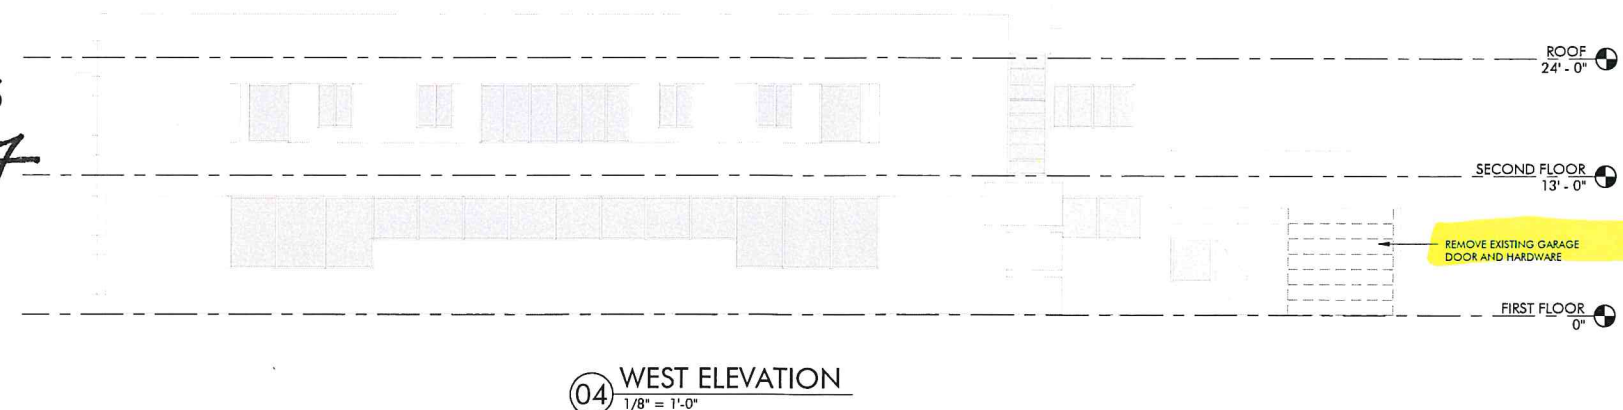 ROOF
24' - 0"
SECOND FLOOR
13' - 0"
REMOVE EXISTING GARAGE
DOOR AND HARDWARE
FIRST FLOOR
0"
04 WEST ELEVATION
1/8" = 1'-0"